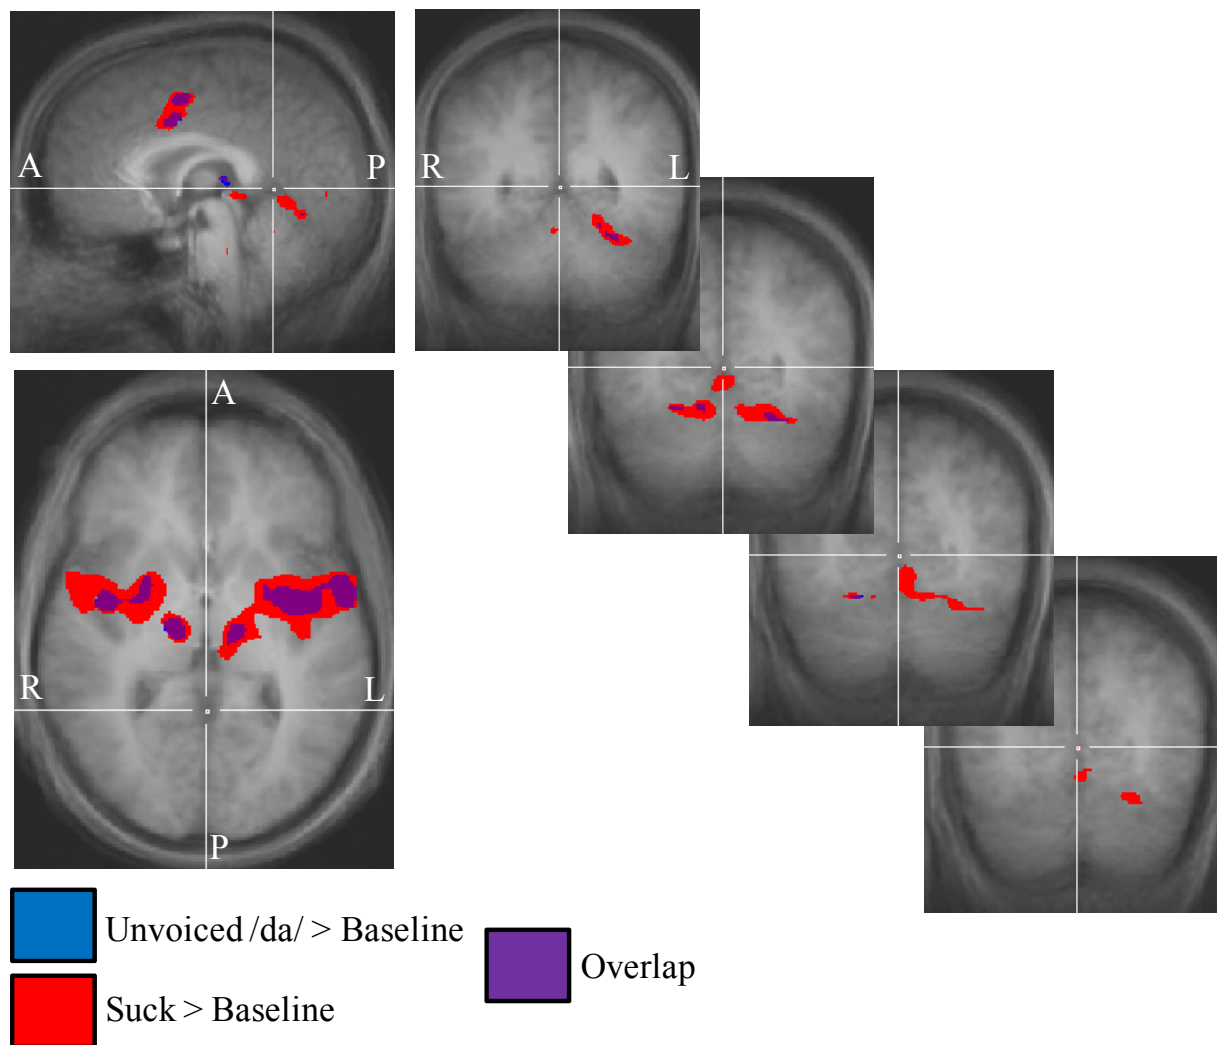 A
P
R
L
A
R
L
P
Unvoiced /da/ > Baseline
Overlap
Suck > Baseline